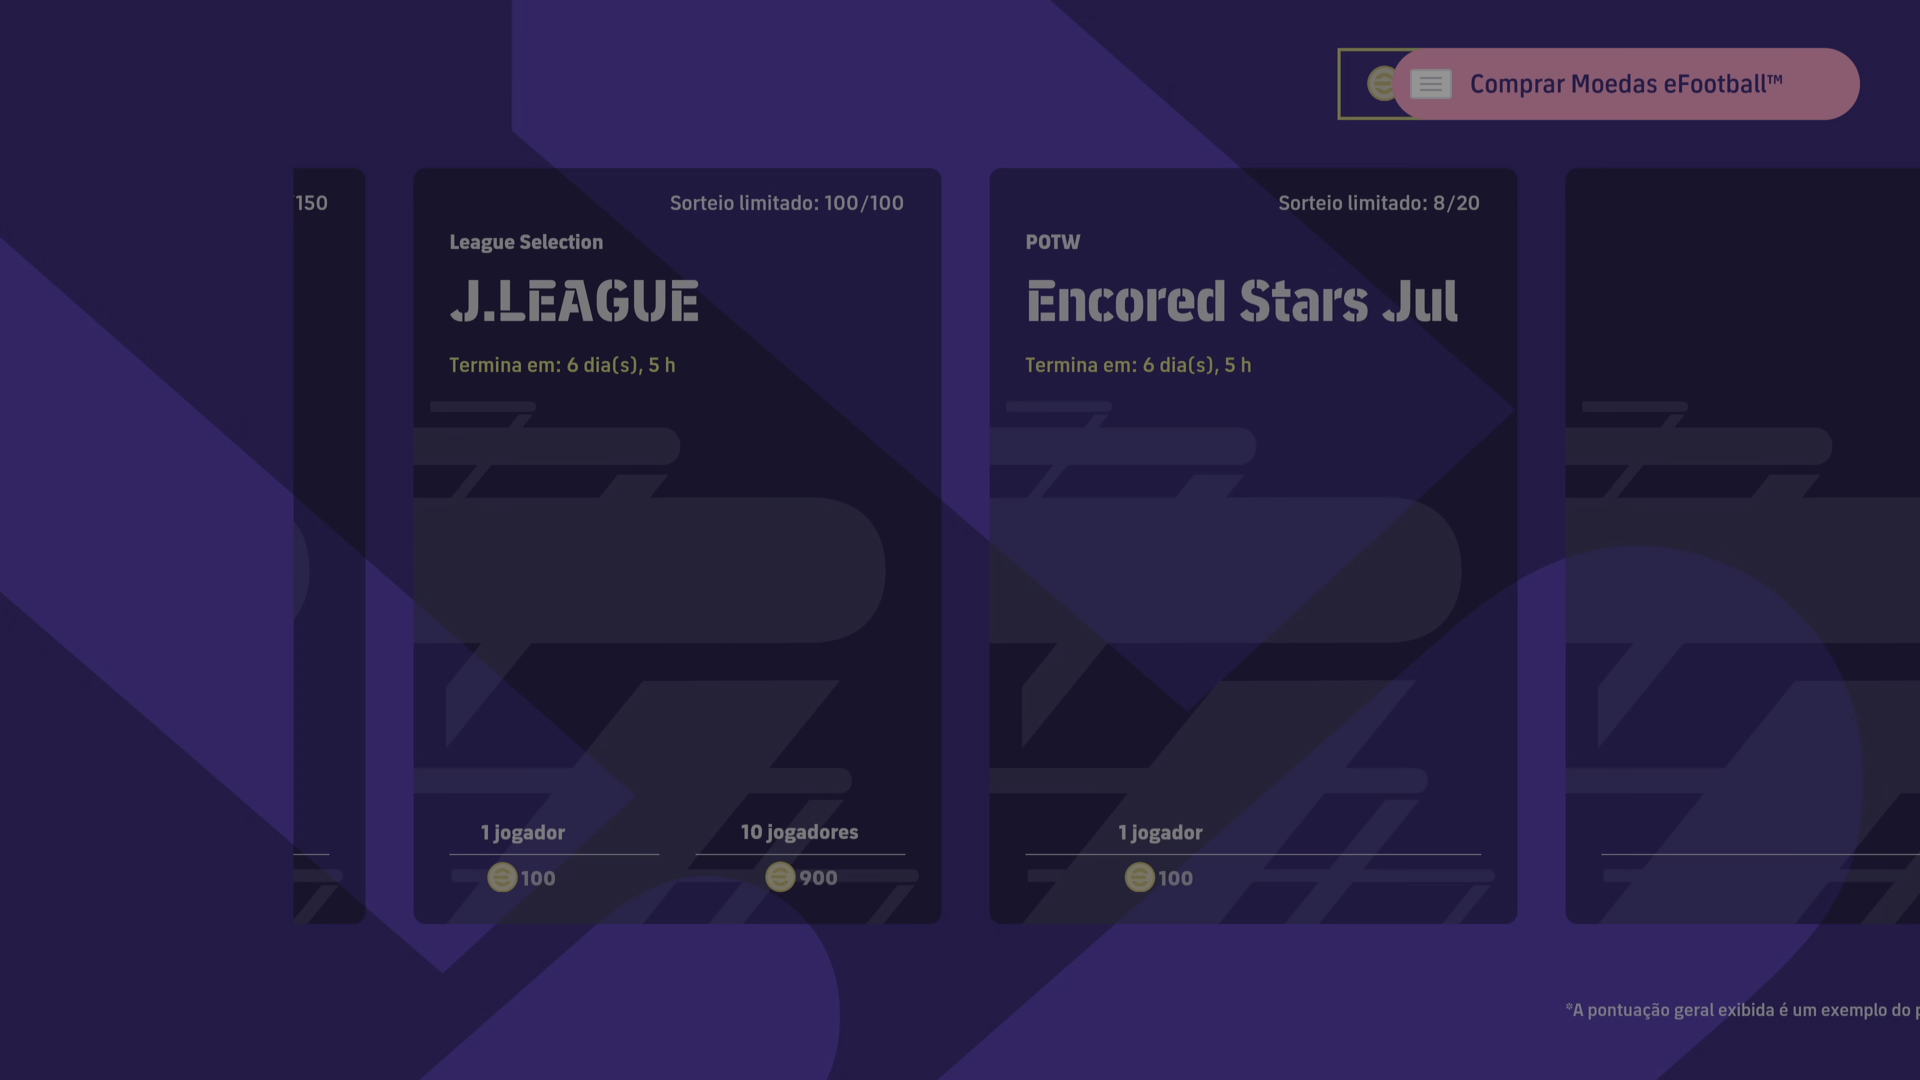 Comprar Moedas eFootball™
/150
Sorteio limitado: 100/100
League Selection
J.LEAGUE
Termina em: 6 dia(s), 5 h
1 jogador
10 jogadores
100
900
Sorteio limitado: 8/20
POTW
Encored Stars Jul
Termina em: 6 dia(s), 5 h
1 jogador
100
*A pontuação geral exibida é um exemplo do